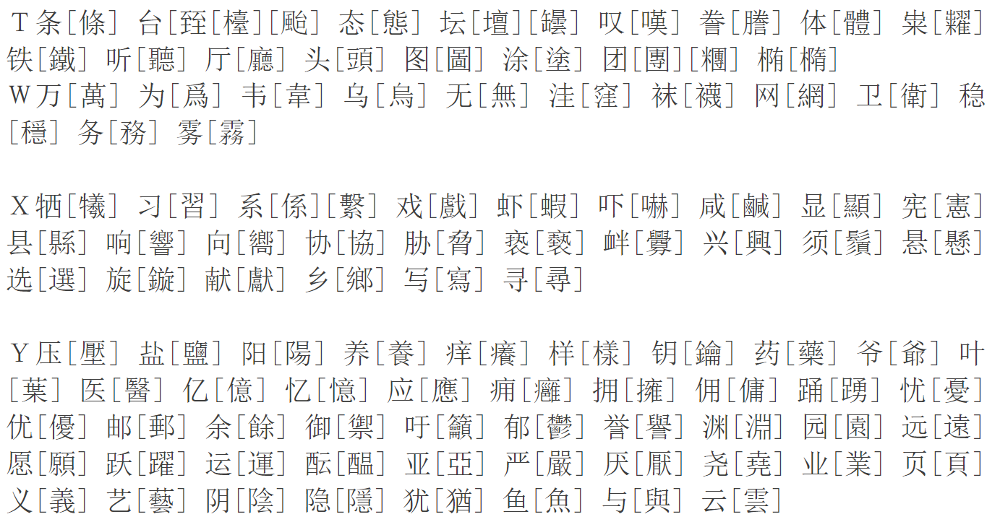 T条[條] 台[臺][檯][颱] 态[態] 坛[壇][罎] 叹[嘆] 誊[謄] 体[體] 粜[糶]
铁[鐵] 听[聽] 厅[廳] 头[頭] 图[圖] 涂[塗] 团[團][糰] 椭[橢]
W万[萬] 为[爲] 韦[韋] 乌[烏] 无[無] 洼[窪] 袜[襪] 网[網] 卫[衛] 稳
[穩] 务[務] 雾[霧]
X牺[犧] 习[習] 系[係][繫] 戏[戲] 虾[蝦] 吓[嚇] 咸[鹹] 显[顯] 宪[憲]
县[縣] 响[響] 向[嚮] 协[協] 胁[脅] 亵[褻] 衅[釁] 兴[興] 须[鬚] 悬[懸]
选[選] 旋[鏇] 献[獻] 乡[鄉] 写[寫] 寻[尋]
Y压[壓] 盐[鹽] 阳[陽] 养[養] 痒[癢] 样[樣] 钥[鑰] 药[藥] 爷[爺] 叶
[葉] 医[醫] 亿[億] 忆[憶] 应[應] 痈[癰] 拥[擁] 佣[傭] 踊[踴] 忧[憂]
优[優] 邮[郵] 余[餘] 御[禦] 吁[籲] 郁[鬱] 誉[譽] 渊[淵] 园[園] 远[遠]
愿[願] 跃[躍] 运[運] 酝[醖] 亚[亞] 严[嚴] 厌[厭] 尧[堯] 业[業] 页[頁]
义[義] 艺[藝] 阴[陰] 隐[隱] 犹[猶] 鱼[魚] 与[與] 云[雲]